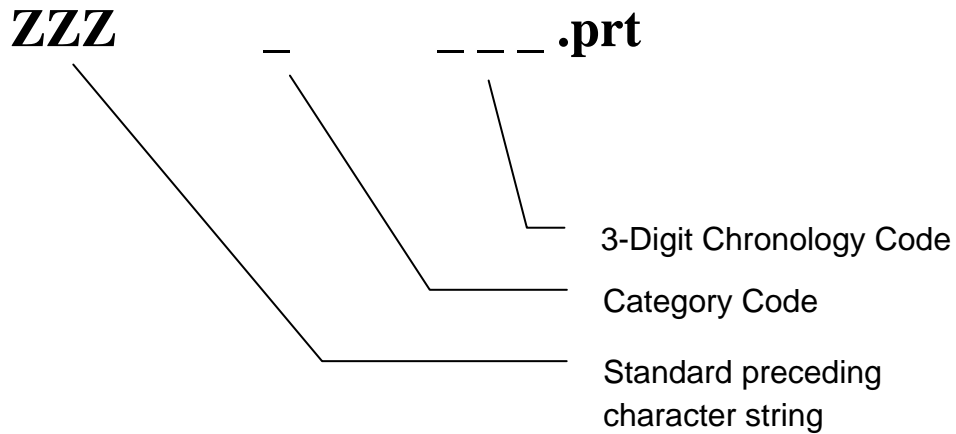 ZZZ _ _ _ _ .prt
3-Digit Chronology Code
Category Code
Standard preceding
character string